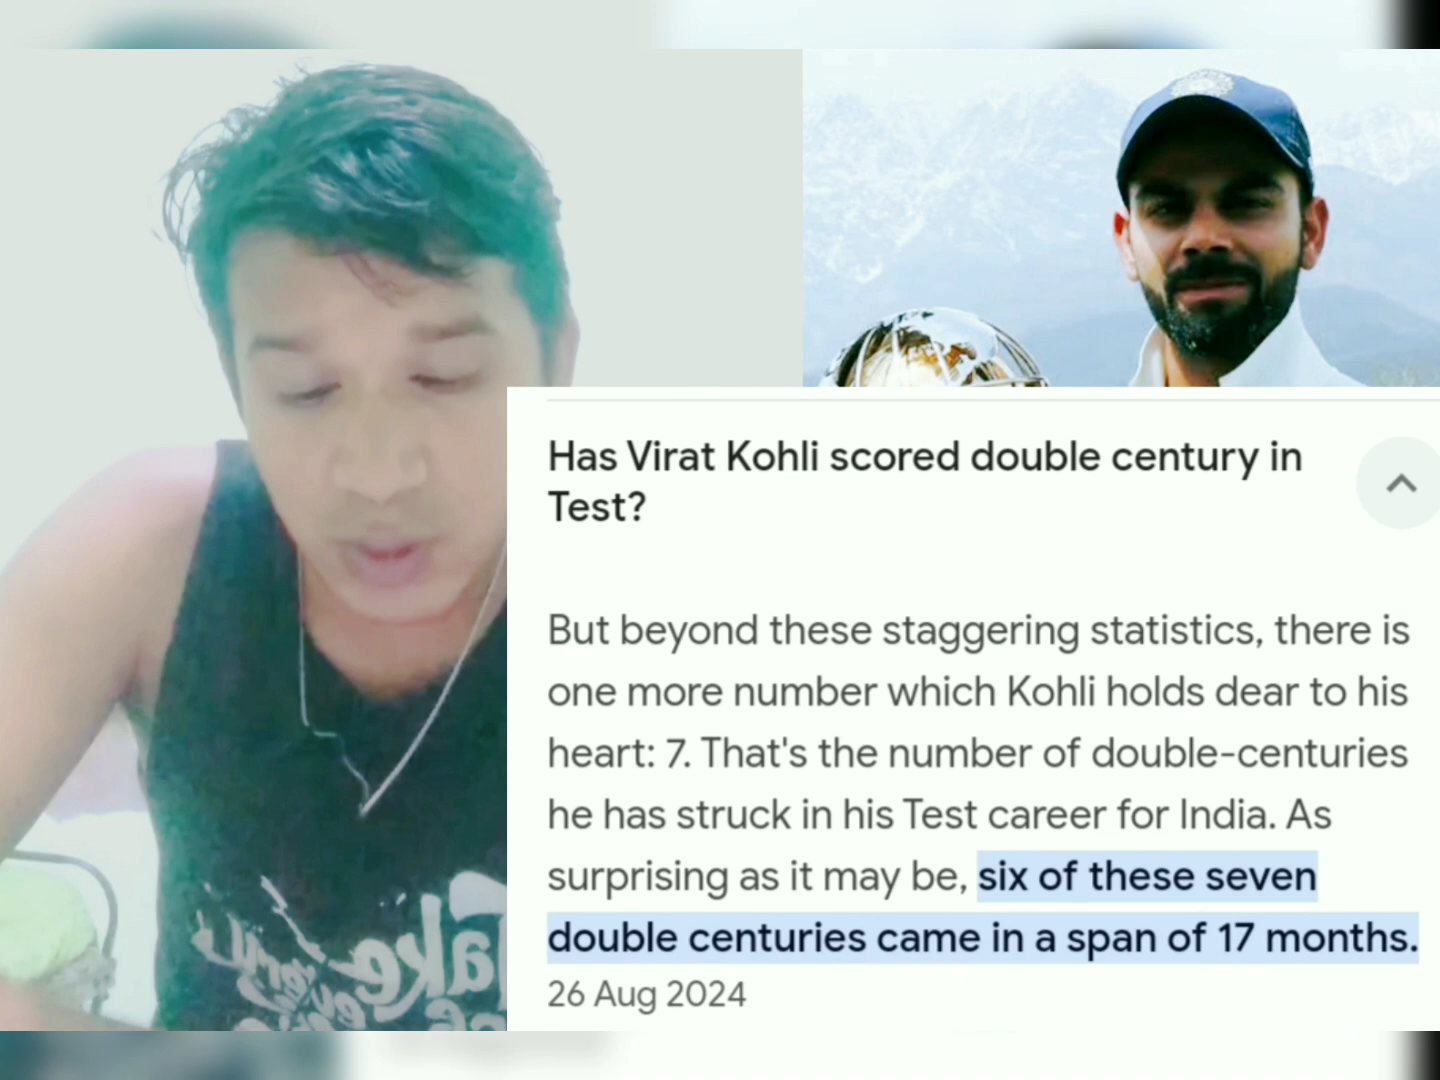 Has Virat Kohli scored double century in
Test?
But beyond these staggering statistics, there is
one more number which Kohli holds dear to his
heart: 7. That's the number of double-centuries
he has struck in his Test career for India. As
surprising as it may be, six of these seven
double centuries came in a span of 17 months.
26 Aug 2024